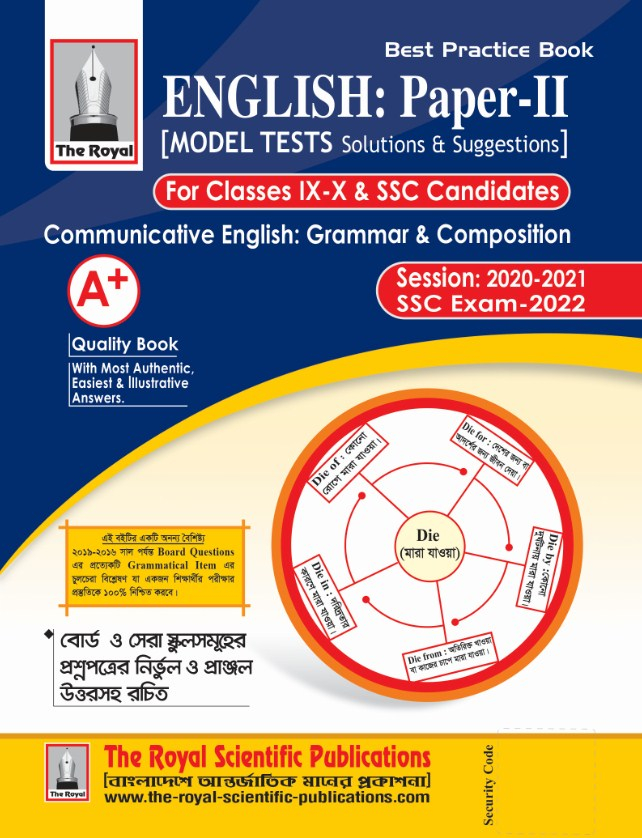 Best Practice Book
The Royal
ENGLISH: Paper-II
[MODEL TESTS Solutions & Suggestions]
For Classes IX-X & SSC Candidates
Communicative English: Grammar & Composition
A+
Session: 2020-2021
SSC Exam-2022
Quality Book
With Most Authentic,
Easiest & Illustrative
Answers.
Die of : কোনো
রোগে মারা যাওয়া।
Die for : দেশের জন্য বা
আদর্শের জন্য জীবন দেয়া।
Die
(মারা যাওয়া)
Die by : কোনো
দুর্ঘটনায় মারা যাওয়া।
Die in : দরিদ্রতার
কারণে মারা যাওয়া।
Die from : অতিরিক্ত খাওয়া
বা কাজের চাপে মারা যাওয়া।
এই বইটির একটি অনন্য বৈশিষ্ট্য
২০১৯-২০১৬ সাল পর্যন্ত Board Questions
এর প্রত্যেকটি Grammatical Item এর
চুলচেরা বিশ্লেষণ যা একজন শিক্ষার্থীর পরীক্ষার
প্রস্তুতিকে ১০০% নিশ্চিত করবে।
বোর্ড ও সেরা স্কুলসমূহের
প্রশ্নপত্রের নির্ভুল ও প্রাঞ্জল
উত্তরসহ রচিত
The Royal
The Royal Scientific Publications
[বাংলাদেশে আন্তর্জাতিক মানের প্রকাশনা]
www.the-royal-scientific-publications.com
Security Code